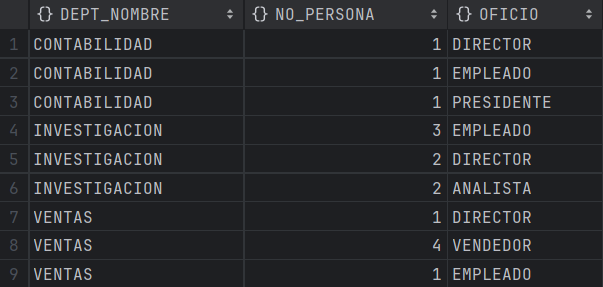 {} DEPT_NOMBRE {} NO_PERSONA {} OFICIO
1 CONTABILIDAD 1 DIRECTOR
2 CONTABILIDAD 1 EMPLEADO
3 CONTABILIDAD 1 PRESIDENTE
4 INVESTIGACION 3 EMPLEADO
5 INVESTIGACION 2 DIRECTOR
6 INVESTIGACION 2 ANALISTA
7 VENTAS 1 DIRECTOR
8 VENTAS 4 VENDEDOR
9 VENTAS 1 EMPLEADO